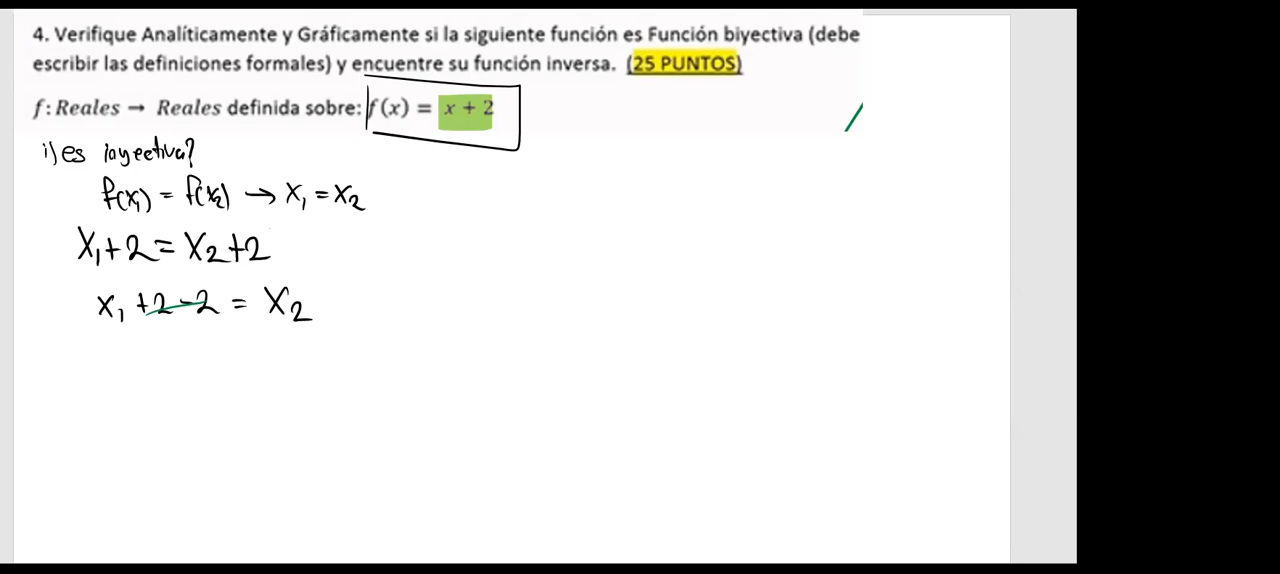 4. Verifique Analíticamente y Gráficamente si la siguiente función es Función biyectiva (debe
escribir las definiciones formales) y encuentre su función inversa. (25 PUNTOS)
f: Reales → Reales definida sobre: f(x) = x + 2
i) es inyectiva?
f(x₁) = f(x₂) → x₁ = x₂
x₁+2 = x₂+2
x₁ +2-2 = x₂